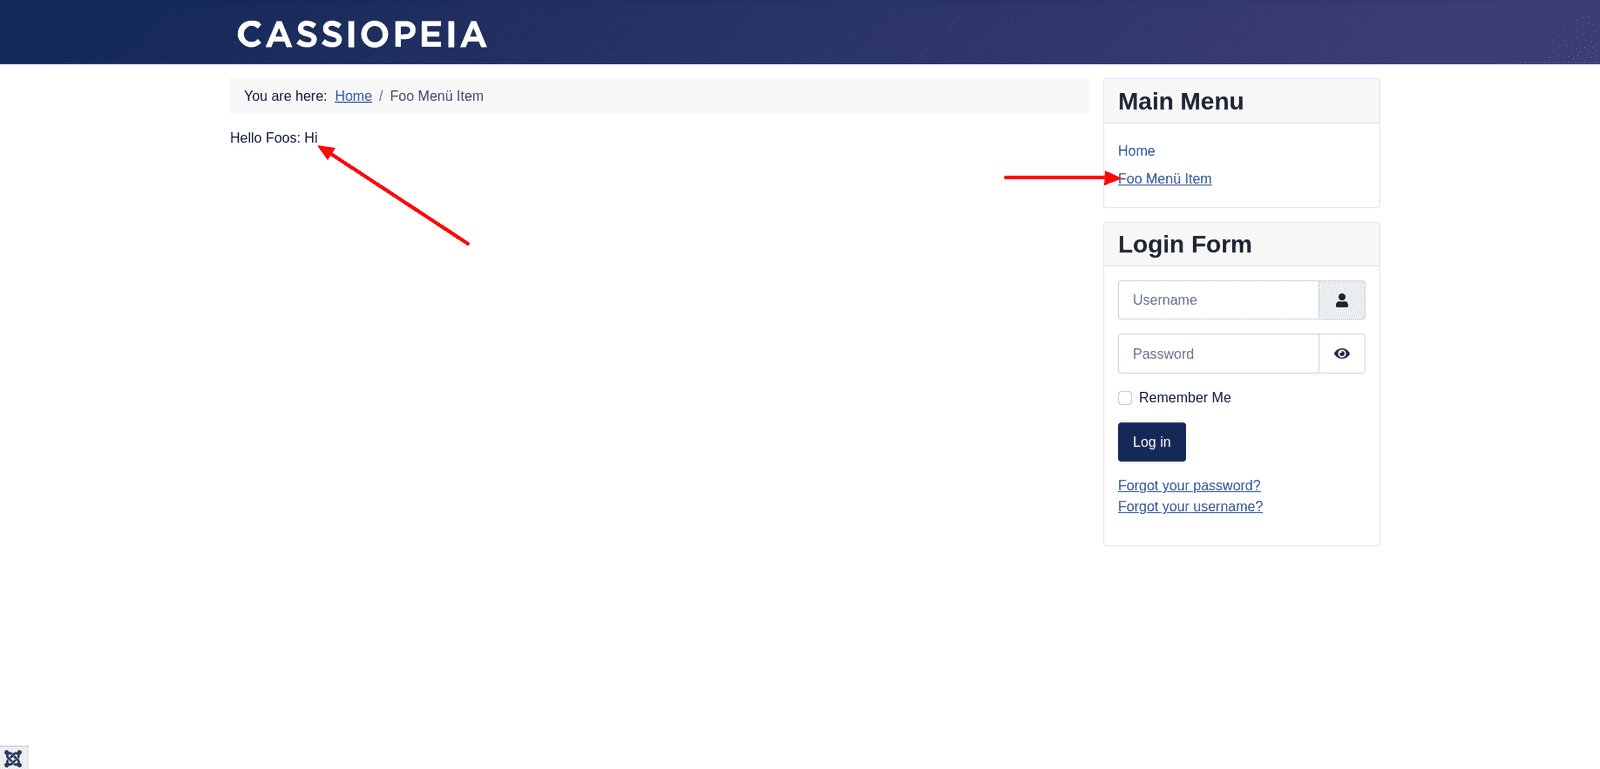 CASSIOPEIA
You are here: Home / Foo Menü Item
Hello Foos: Hi
Main Menu
Home
Foo Menü Item
Login Form
Username
Password
Remember Me
Log in
Forgot your password?
Forgot your username?